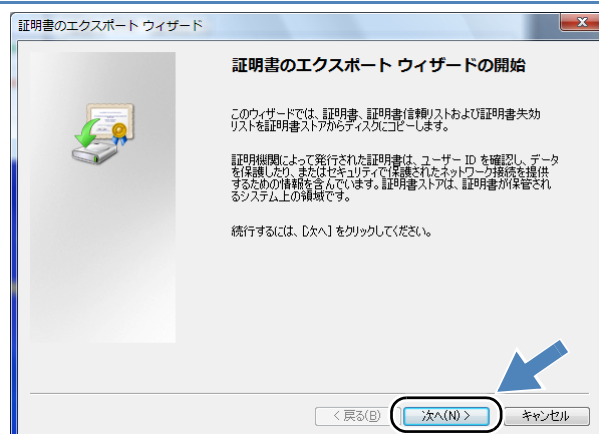 証明書のエクスポート ウィザード
証明書のエクスポート ウィザードの開始
このウィザードでは、証明書、証明書信頼リストおよび証明書失効
リストを証明書ストアからディスクにコピーします。
証明機関によって発行された証明書は、ユーザー ID を確認し、データ
を保護したり、またはセキュリティで保護されたネットワーク接続を提供
するための情報を含んでいます。証明書ストアは、証明書が保管され
るシステム上の領域です。
続行するには、[次へ] をクリックしてください。
< 戻る(B)
次へ(N) >
キャンセル